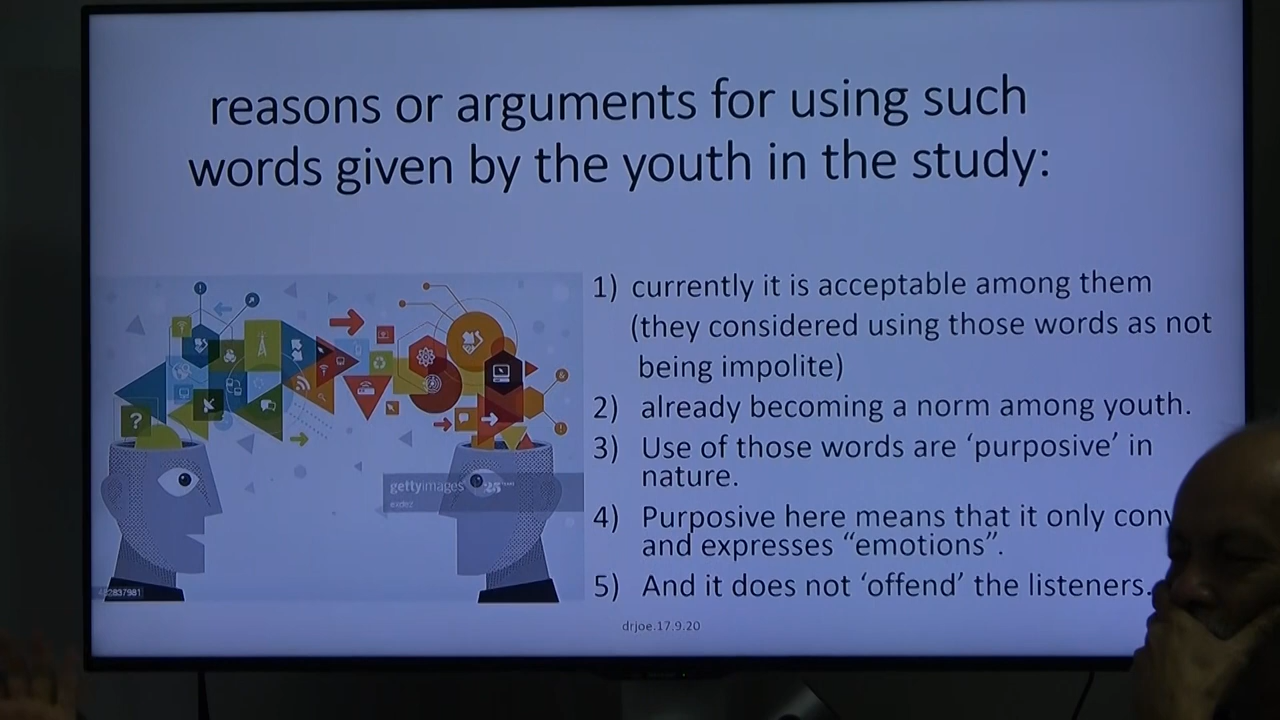 reasons or arguments for using such
words given by the youth in the study:
1) currently it is acceptable among them
(they considered using those words as not
being impolite)
2) already becoming a norm among youth.
3) Use of those words are ‘purposive’ in
nature.
4) Purposive here means that it only
and expresses “emotions”.
5) And it does not ‘offend’ the listeners.
gettyimages
drjoe.17.9.20